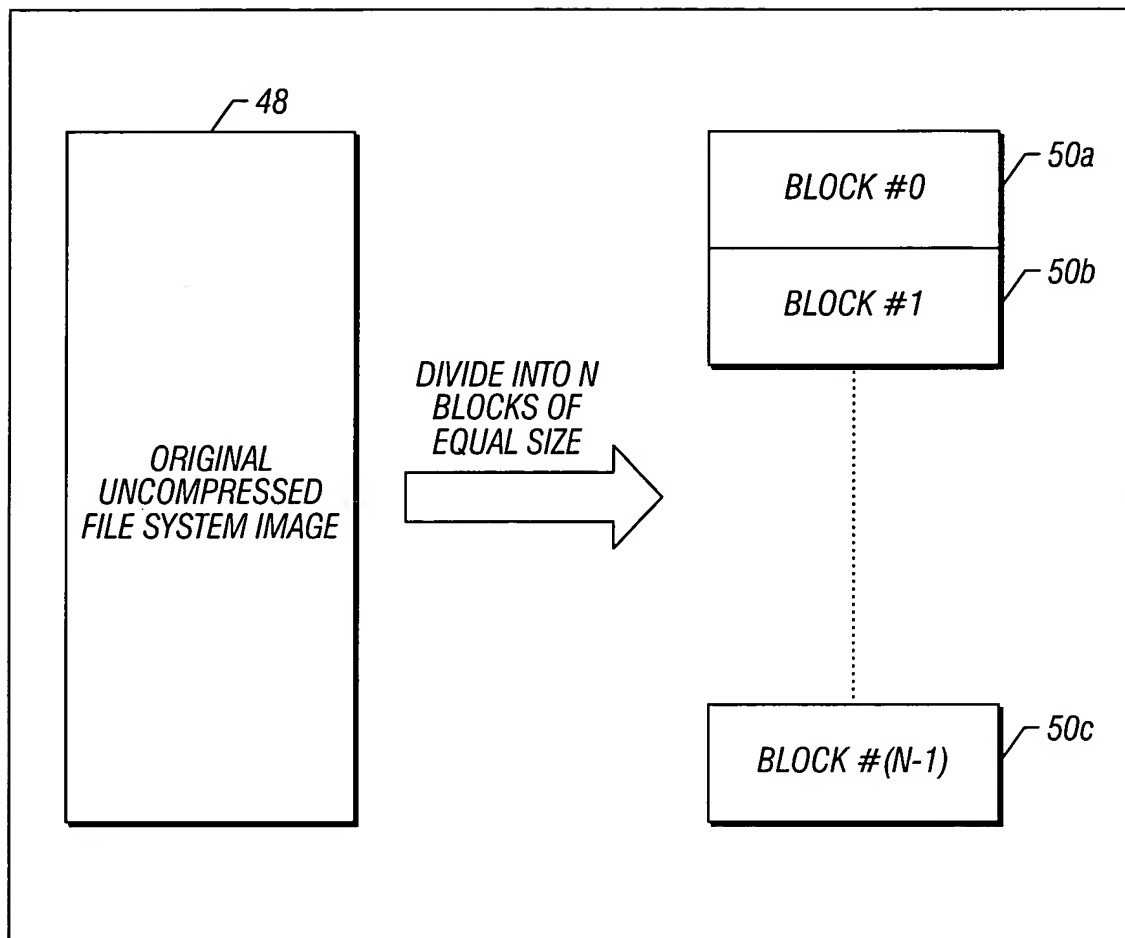 48
ORIGINAL
UNCOMPRESSED
FILE SYSTEM IMAGE
DIVIDE INTO N
BLOCKS OF
EQUAL SIZE
BLOCK #0
50a
BLOCK #1
50b
BLOCK #(N-1)
50c